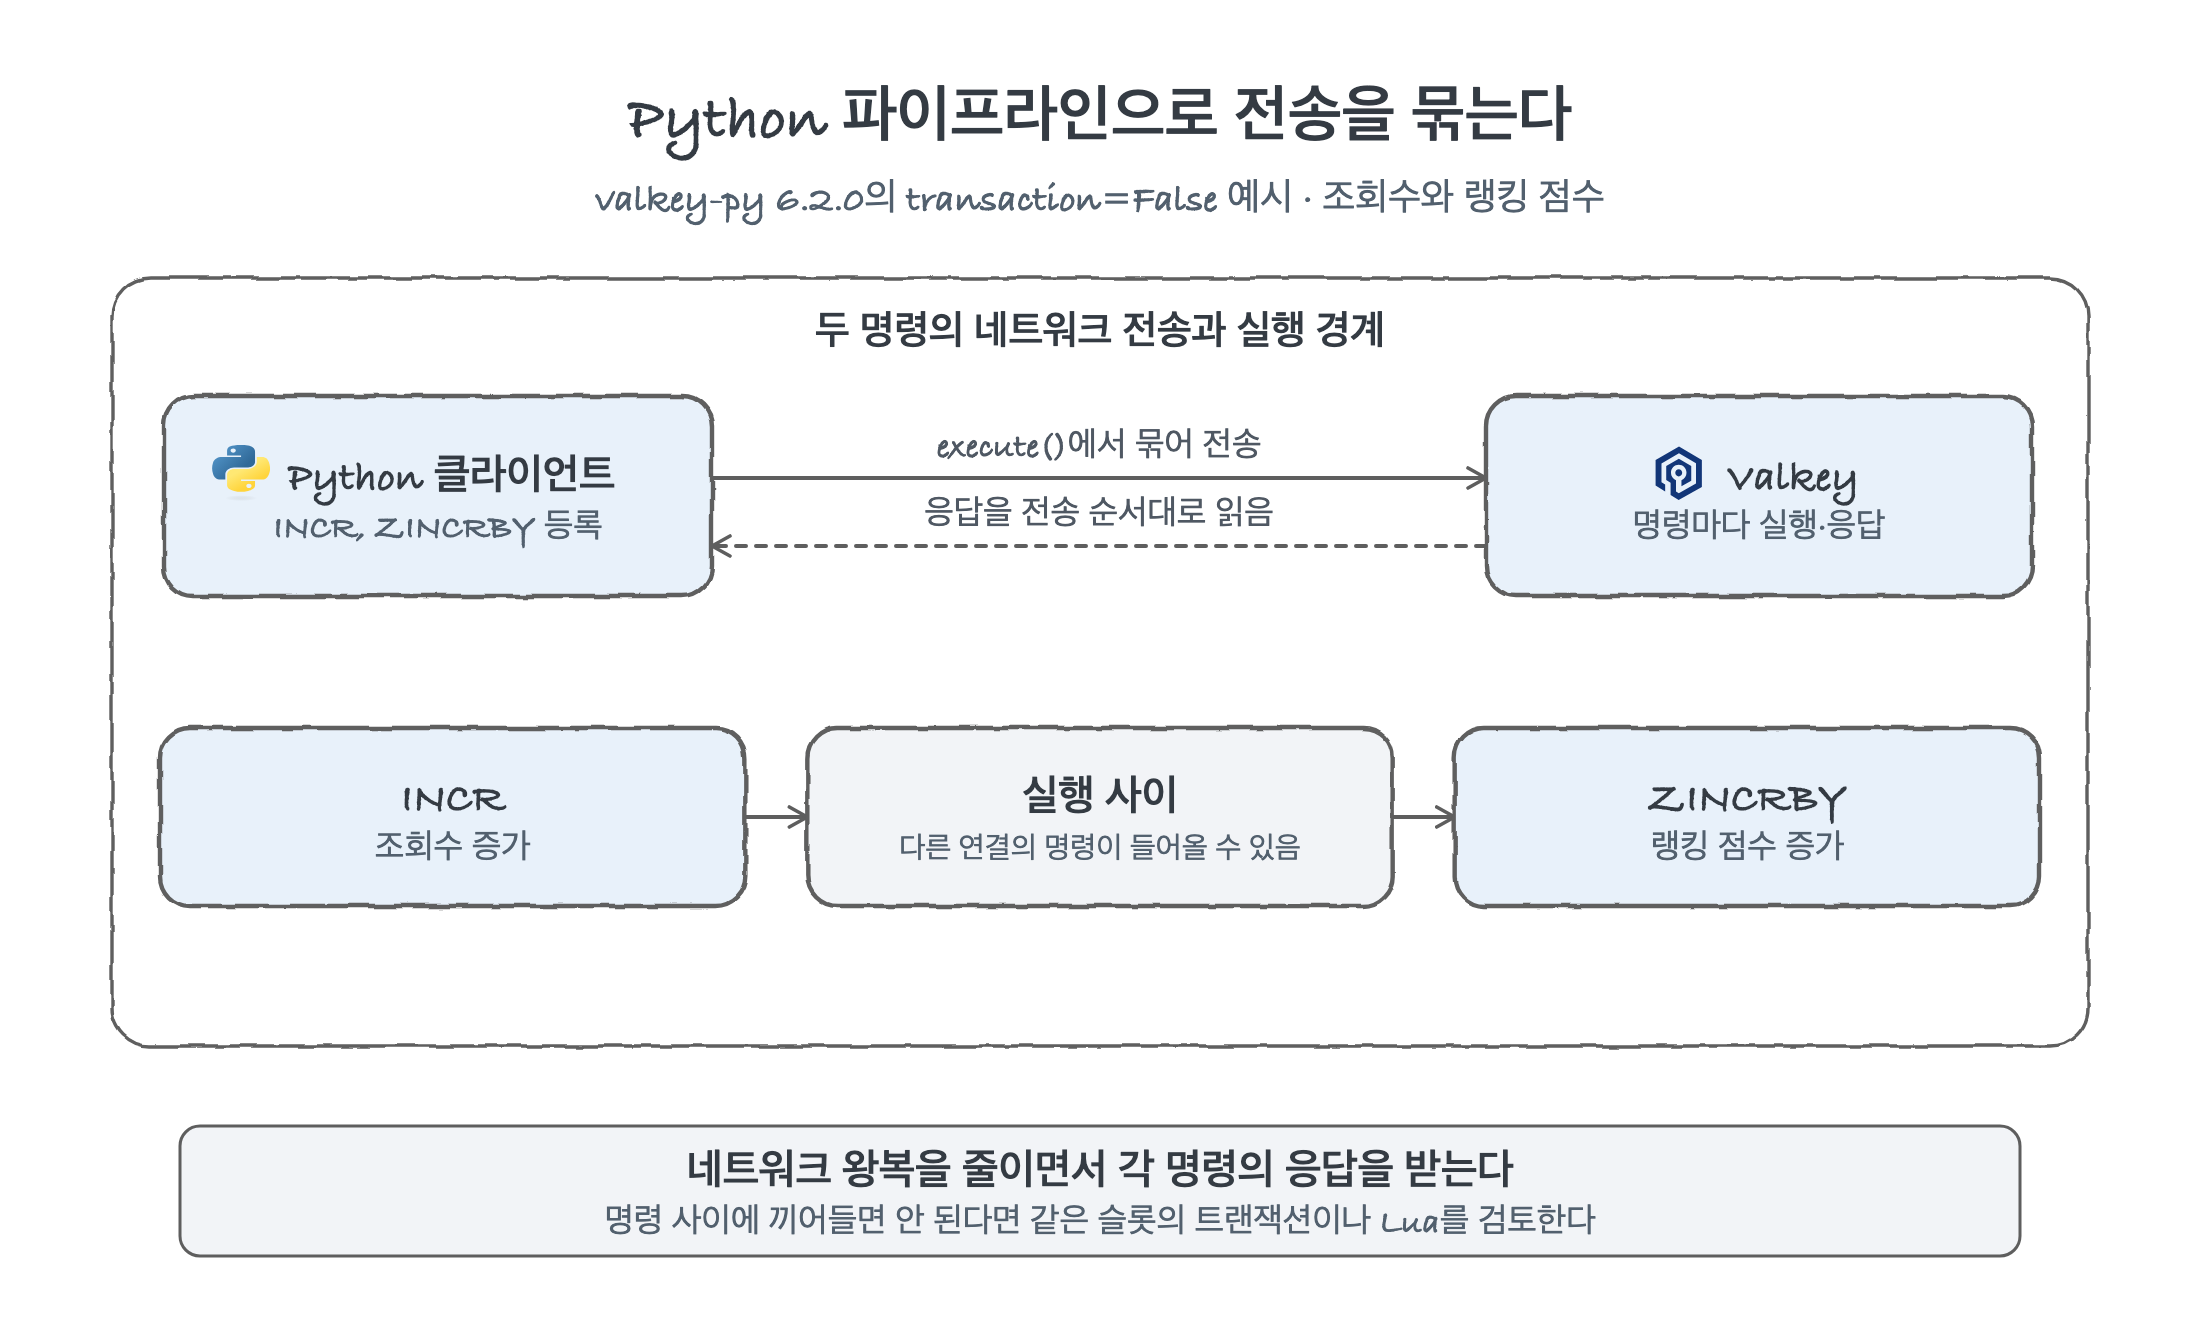 Python 파이프라인으로 전송을 묶는다
valkey-py 6.2.0의 transaction=False 예시 · 조회수와 랭킹 점수
두 명령의 네트워크 전송과 실행 경계
Python 클라이언트
INCR, ZINCRBY 등록
execute()에서 묶어 전송
응답을 전송 순서대로 읽음
Valkey
명령마다 실행·응답
INCR
조회수 증가
실행 사이
다른 연결의 명령이 들어올 수 있음
ZINCRBY
랭킹 점수 증가
네트워크 왕복을 줄이면서 각 명령의 응답을 받는다
명령 사이에 끼어들면 안 된다면 같은 슬롯의 트랜잭션이나 Lua를 검토한다